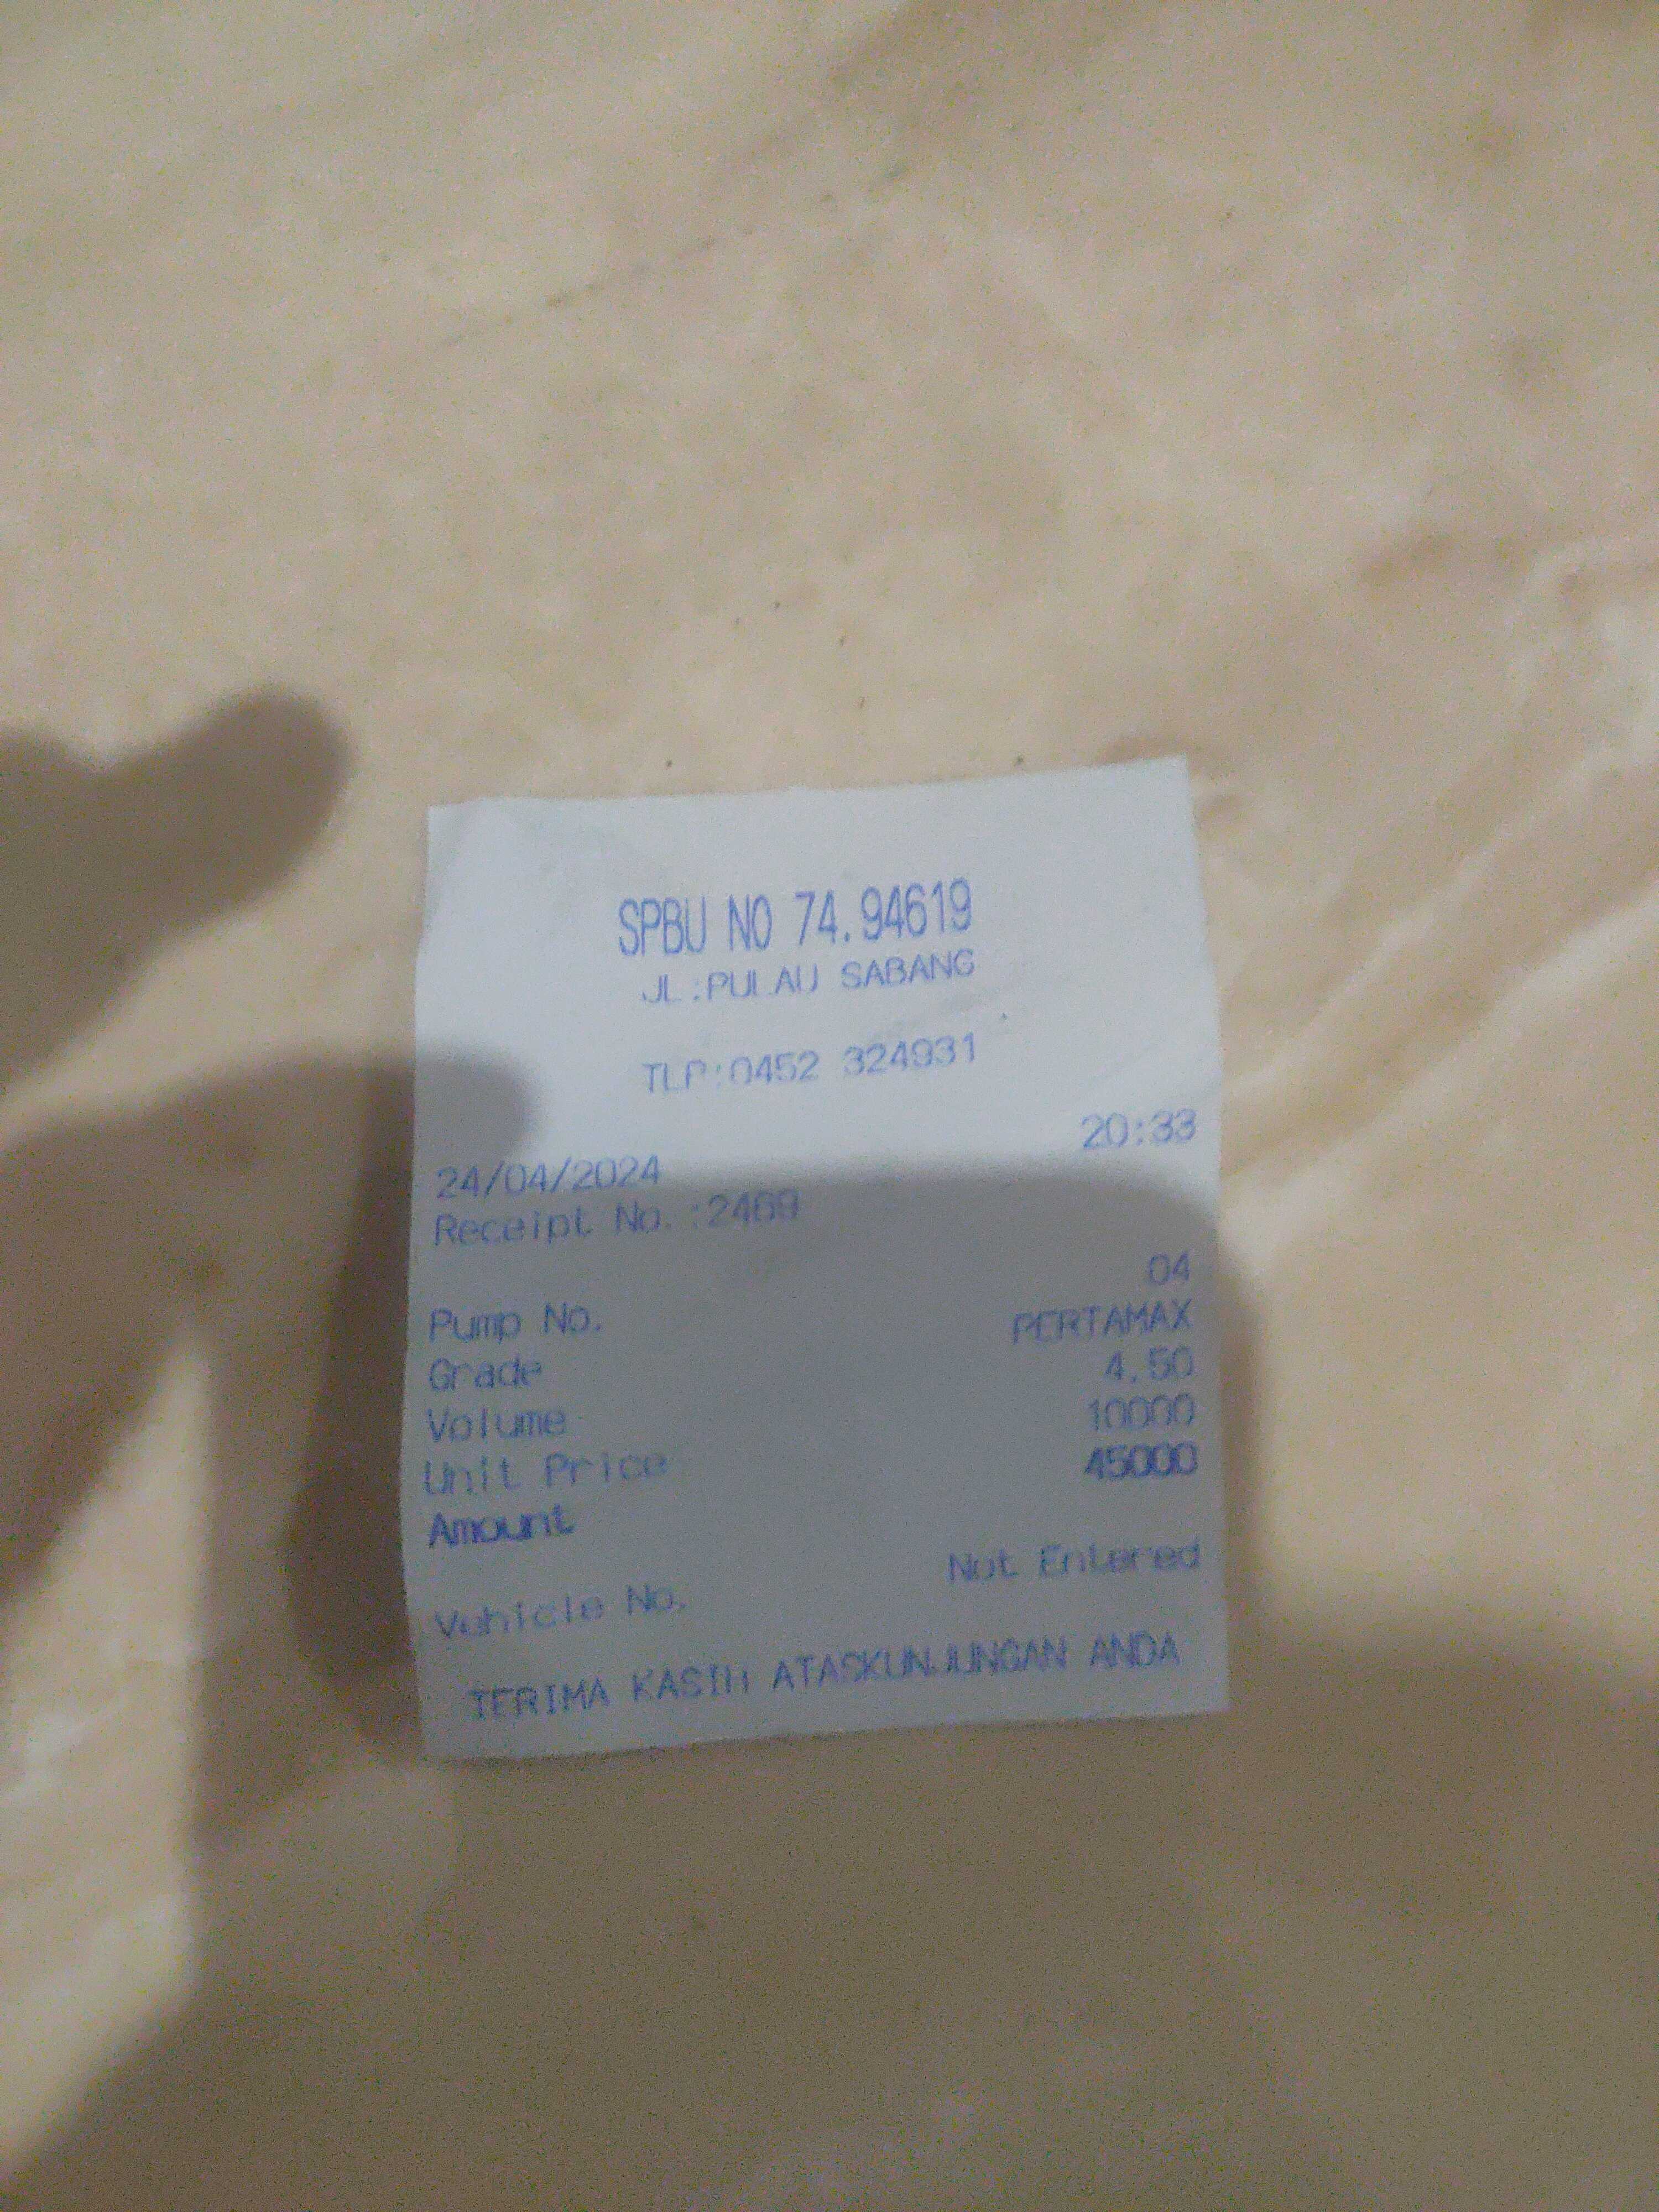 SPBU NO 74.94619
JL:PULAU SABANG
TLP:0452 324931
24/04/2024 20:33
Receipt No. :2469
Pump No. 04
Grade PERTAMAX
Volume 4.50
Unit Price 10000
Amount 45000
Vehicle No. Not Entered
TERIMA KASIH ATASKUNJUNGAN ANDA